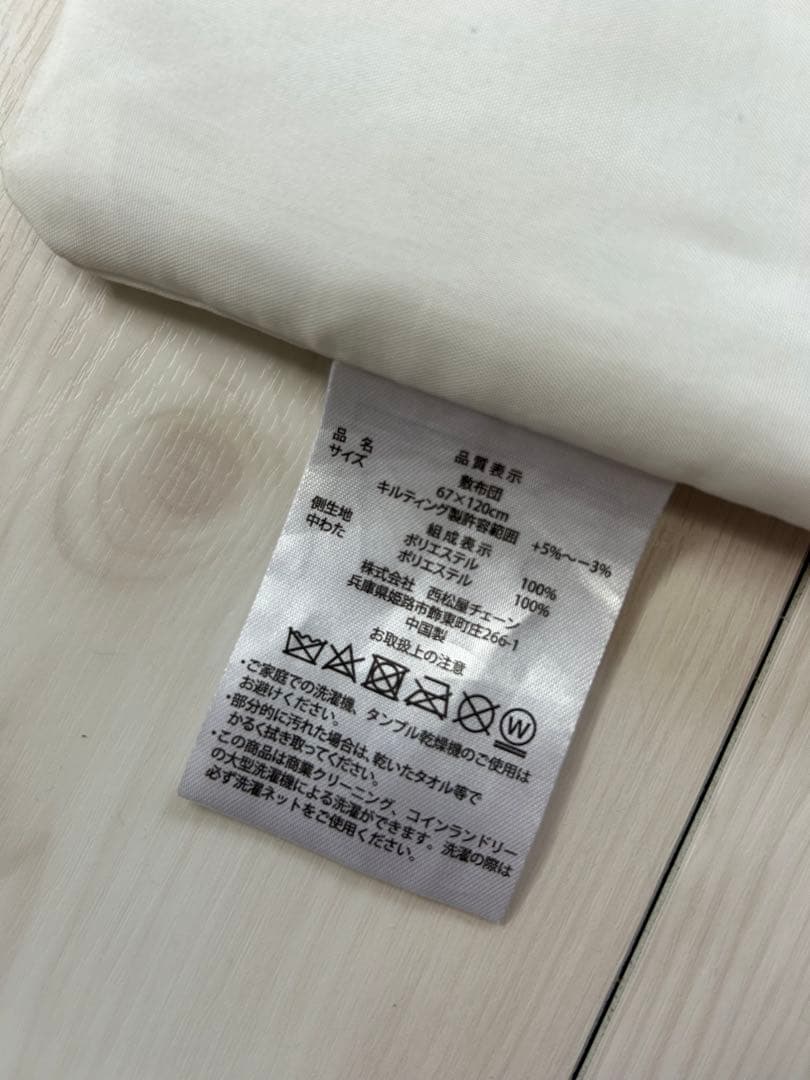 品質表示
品 名 敷布団
サイズ 67×120cm
キルティング製許容範囲 +5%〜−3%
組成表示
側生地 ポリエステル 100%
中わた ポリエステル 100%
株式会社 西松屋チェーン
兵庫県姫路市飾東町庄266-1
中国製
お取扱上の注意
W
・ご家庭での洗濯機、タンブル乾燥機のご使用は
お避けください。
・部分的に汚れた場合は、乾いたタオル等で
かるく拭き取ってください。
・この商品は商業クリーニング、コインランドリー
の大型洗濯機による洗濯ができます。洗濯の際は
必ず洗濯ネットをご使用ください。